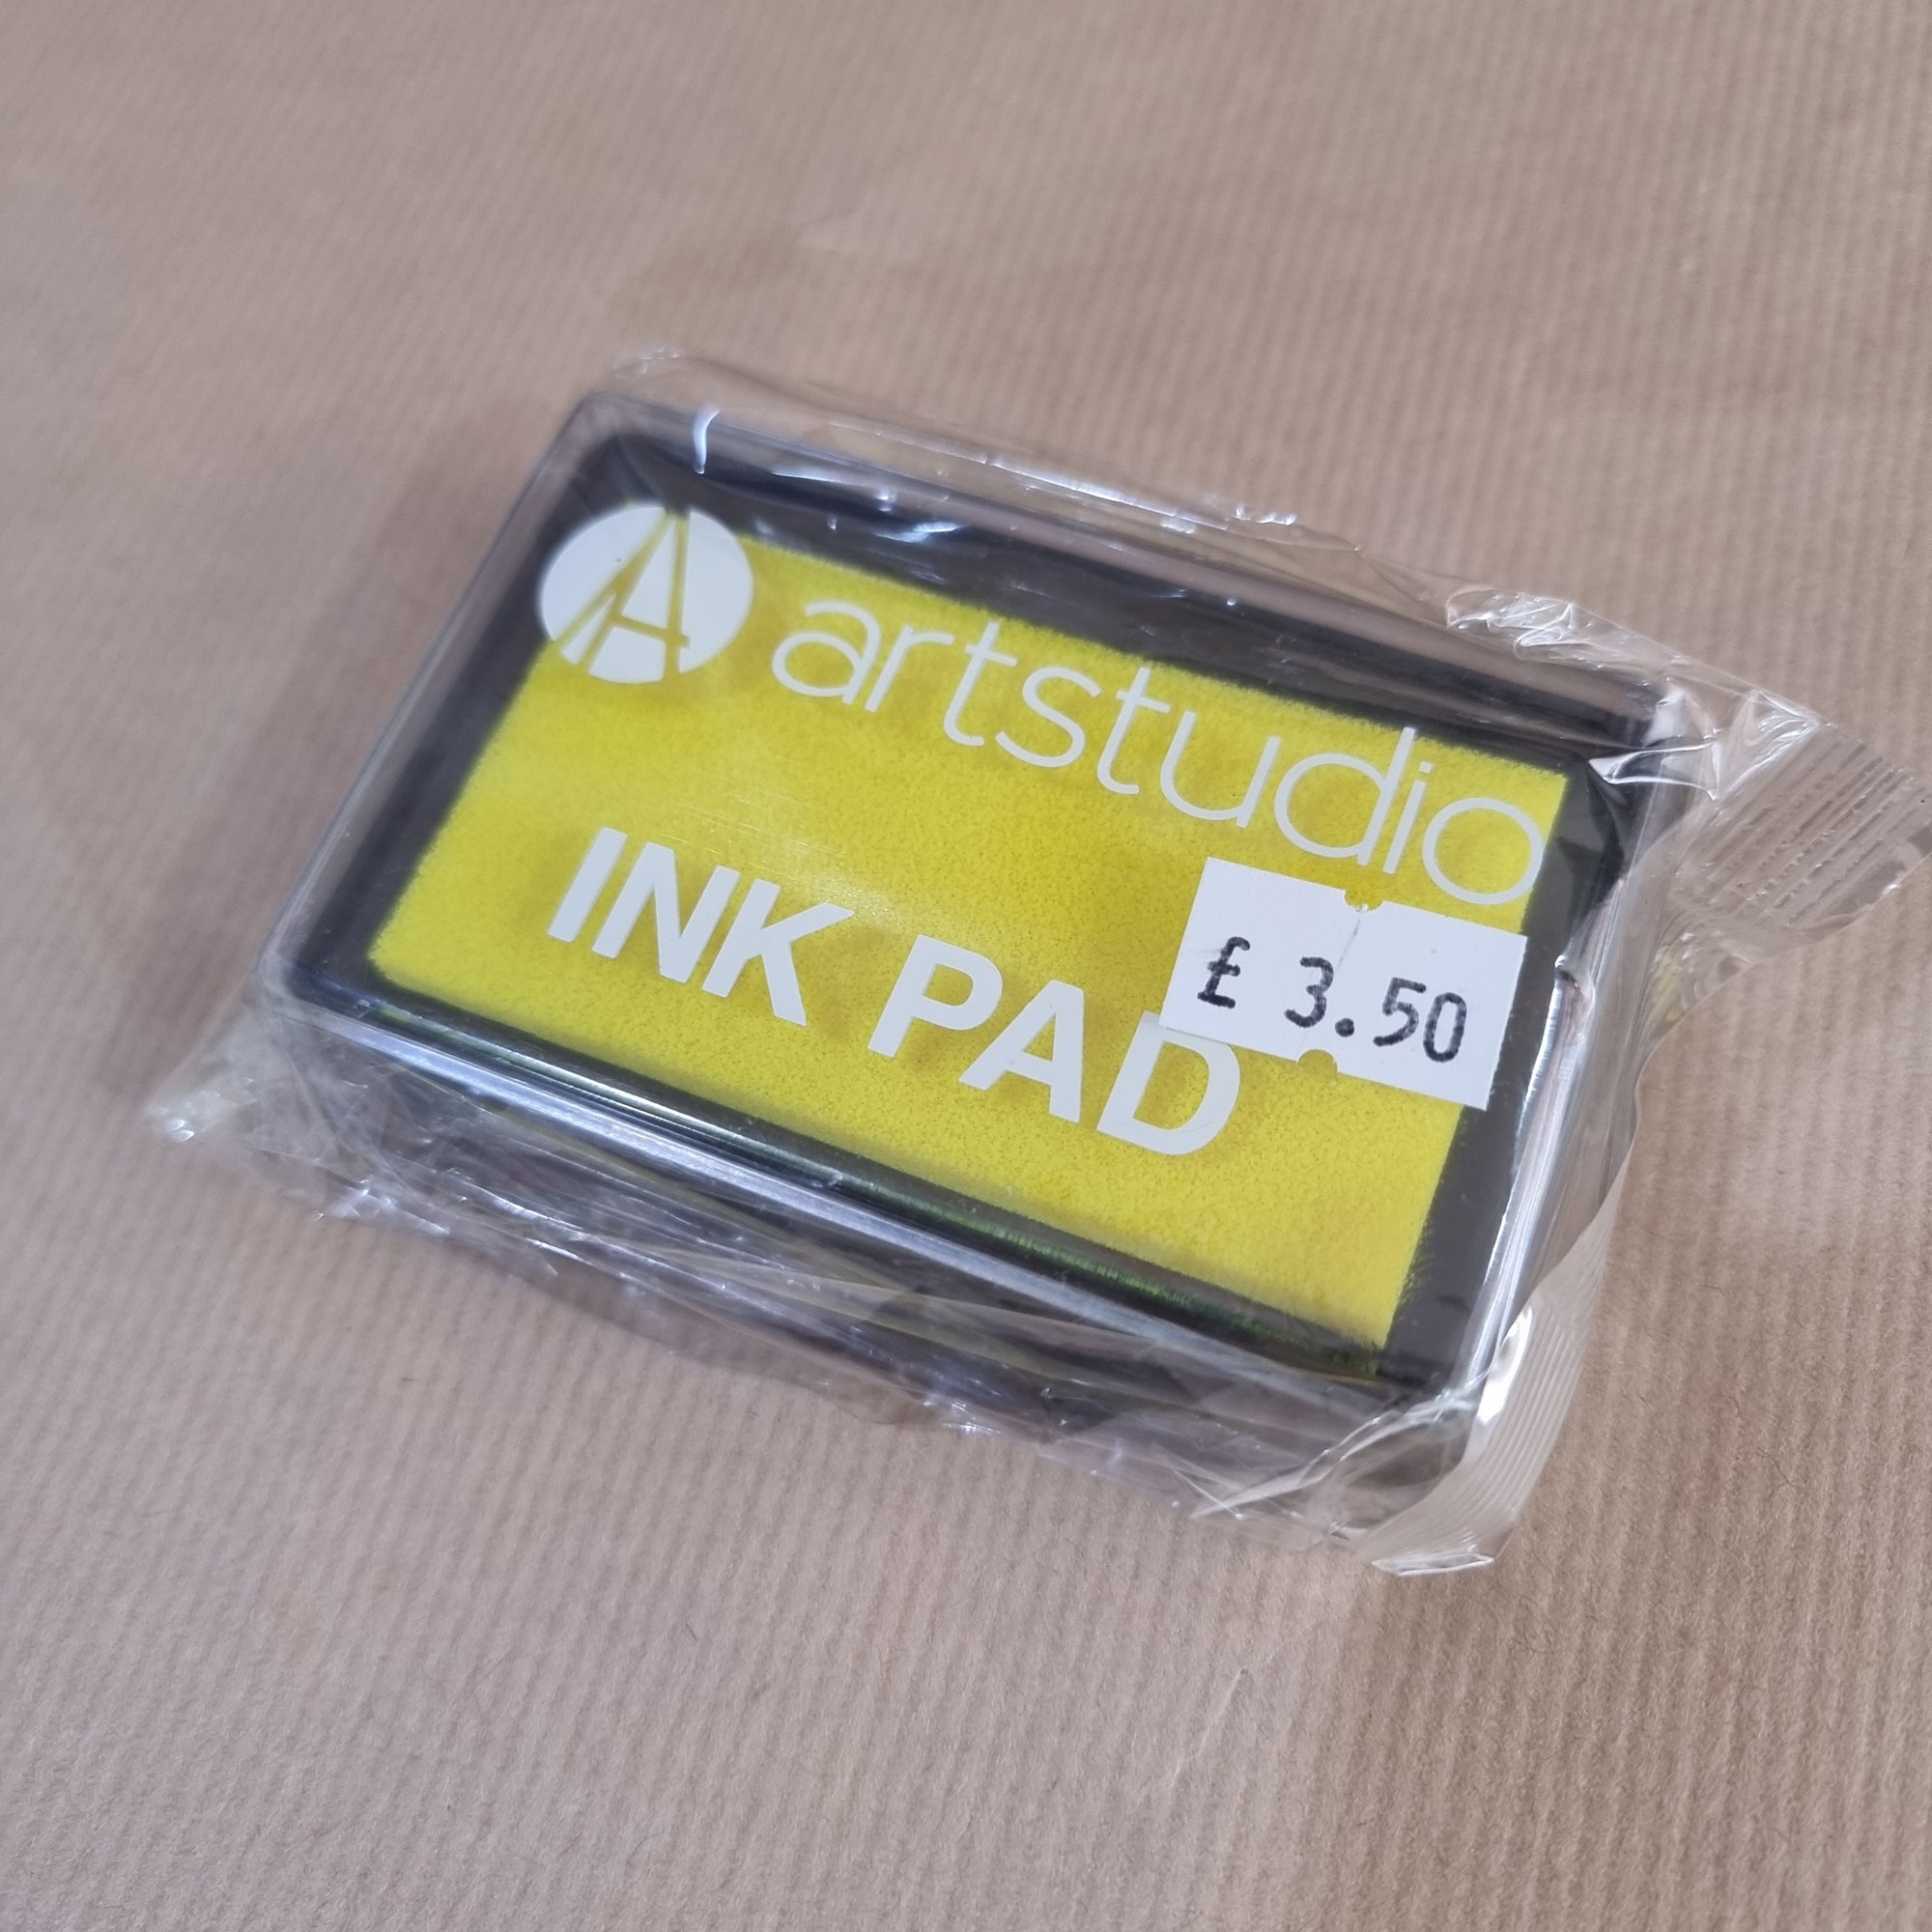 A artstudio
INK PAD
£ 3.50